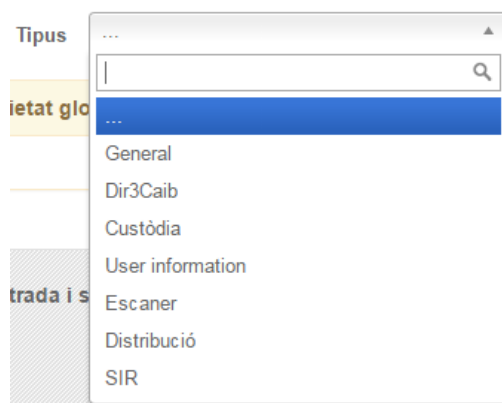 Tipus ...
ietat glo
...
General
Dir3Caib
Custòdia
User information
trada i s
Escaner
Distribució
SIR